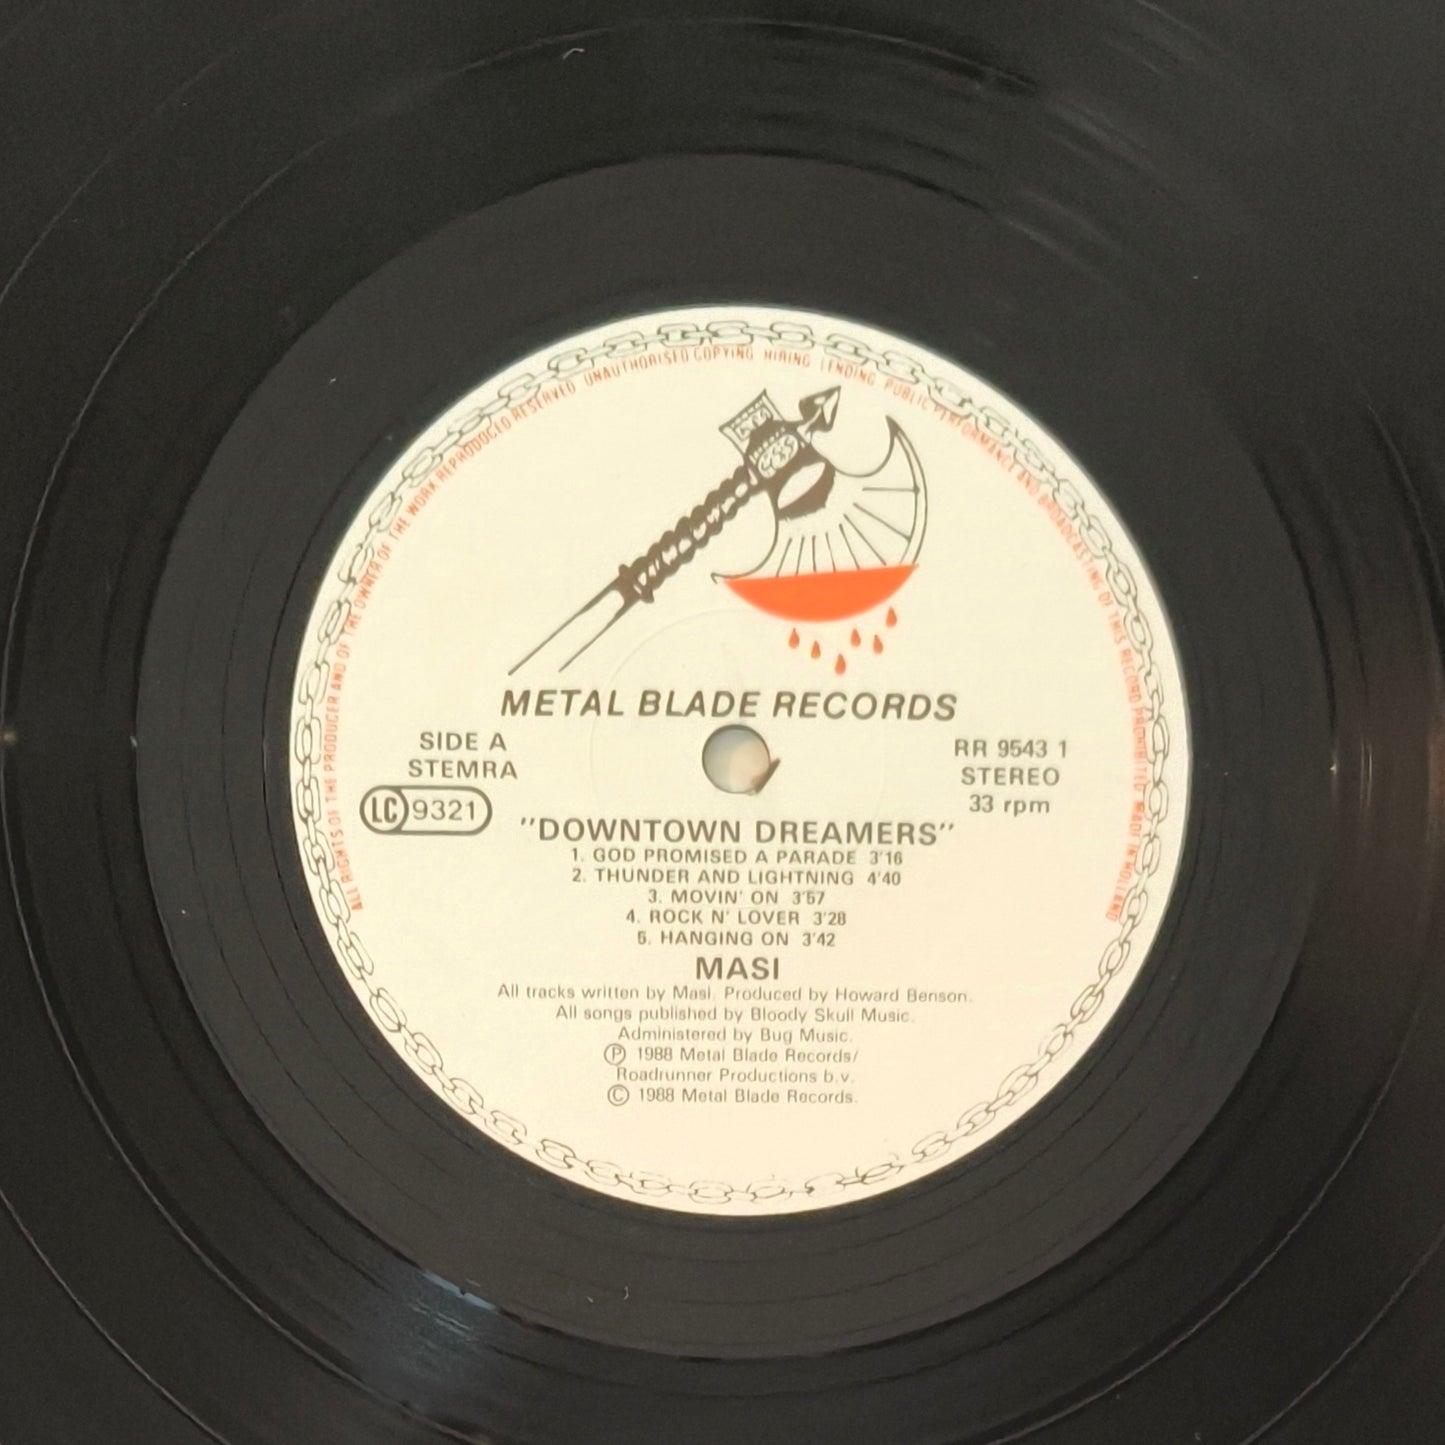 ALL RIGHTS OF THE PRODUCER AND OF THE OWNER OF THE WORK REPRODUCED RESERVED UNAUTHORISED COPYING HIRING LENDING PUBLIC PERFORMANCE AND BROADCASTING OF THIS RECORD PROHIBITED MADE IN HOLLAND
METAL BLADE RECORDS
SIDE A
STEMRA
LC 9321
RR 9543 1
STEREO
33 rpm
"DOWNTOWN DREAMERS"
1. GOD PROMISED A PARADE 3'16
2. THUNDER AND LIGHTNING 4'40
3. MOVIN' ON 3'57
4. ROCK N' LOVER 3'28
5. HANGING ON 3'42
MASI
All tracks written by Masi. Produced by Howard Benson.
All songs published by Bloody Skull Music.
Administered by Bug Music.
Ⓟ 1988 Metal Blade Records/
Roadrunner Productions b.v.
© 1988 Metal Blade Records.